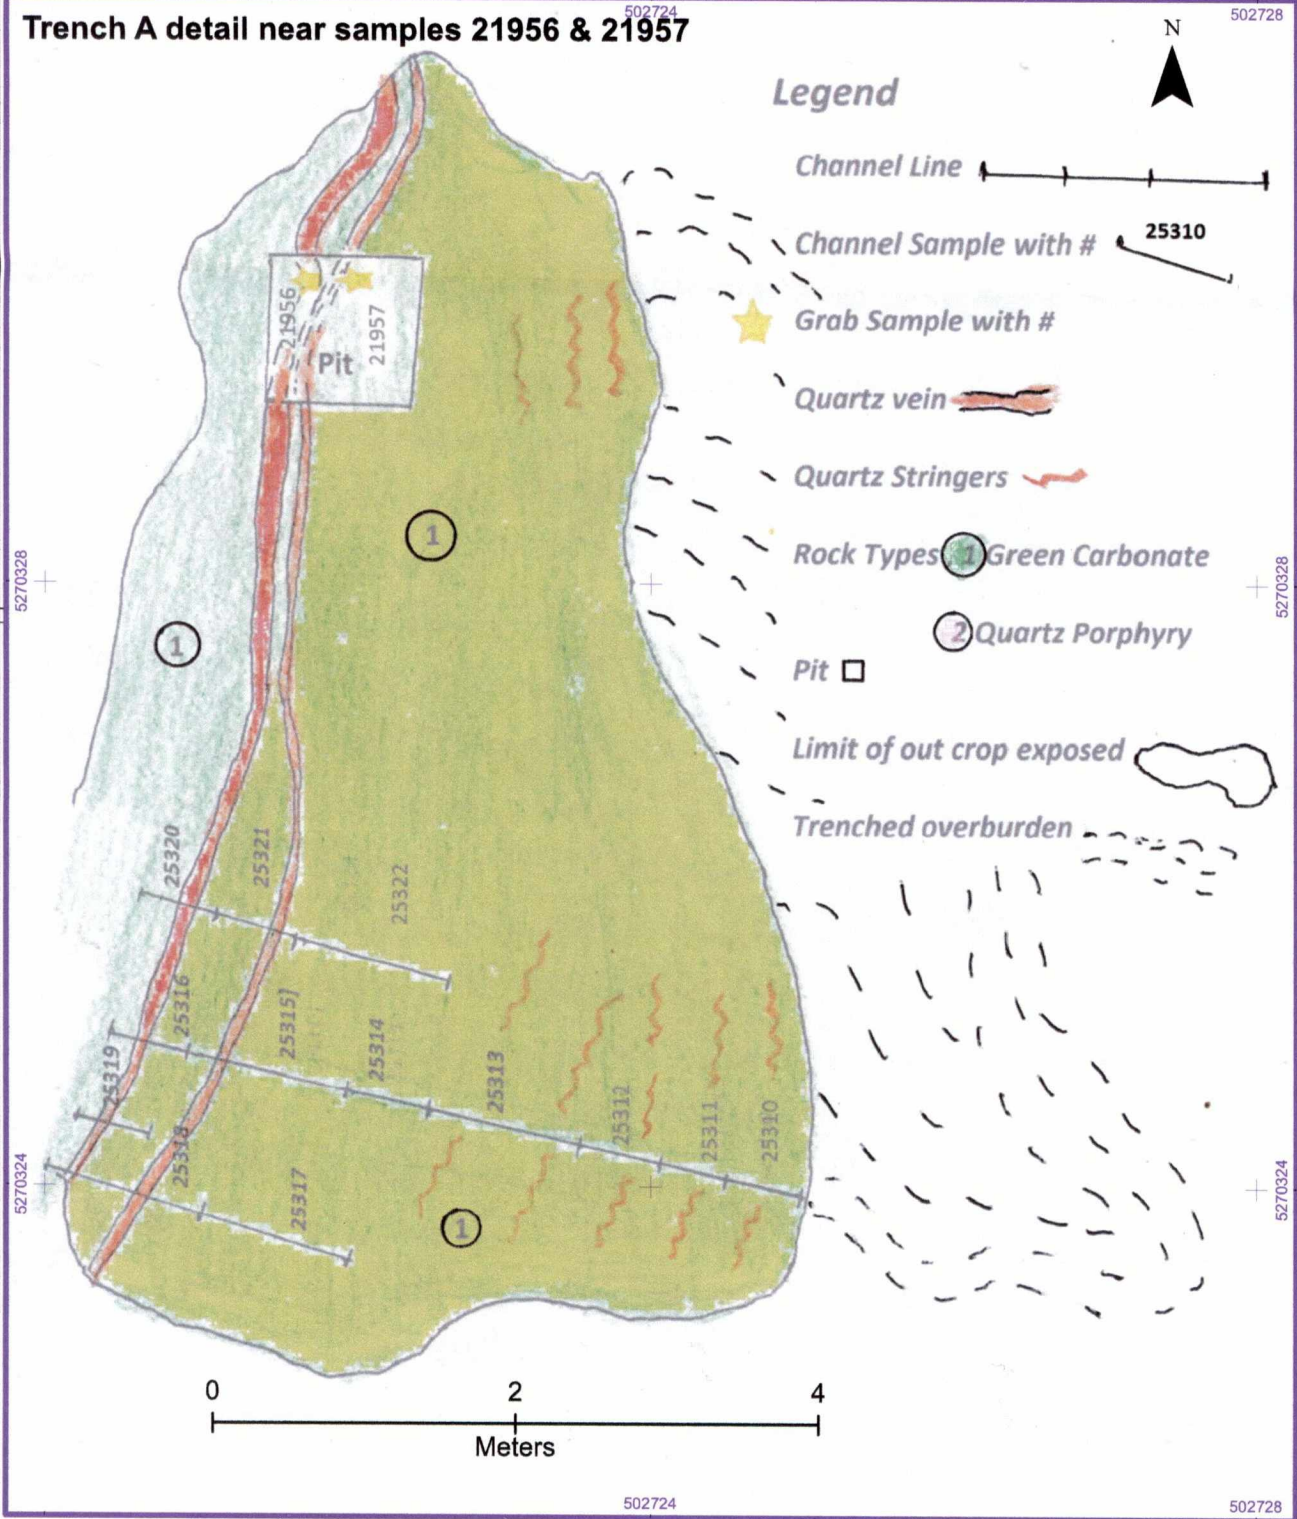 502724
502728
Trench A detail near samples 21956 & 21957
N
Legend
Channel Line
Channel Sample with # 25310
Grab Sample with #
21956
21957
Pit
Quartz vein
Quartz Stringers
1
Rock Types 1 Green Carbonate
5270328
5270328
2 Quartz Porphyry
1
Pit
Limit of out crop exposed
Trenched overburden
25320
25321
25322
25316
25315]
25314
25313
25319
25312
25311
25310
25318
25317
5270324
5270324
1
0 2 4
Meters
502724
502728